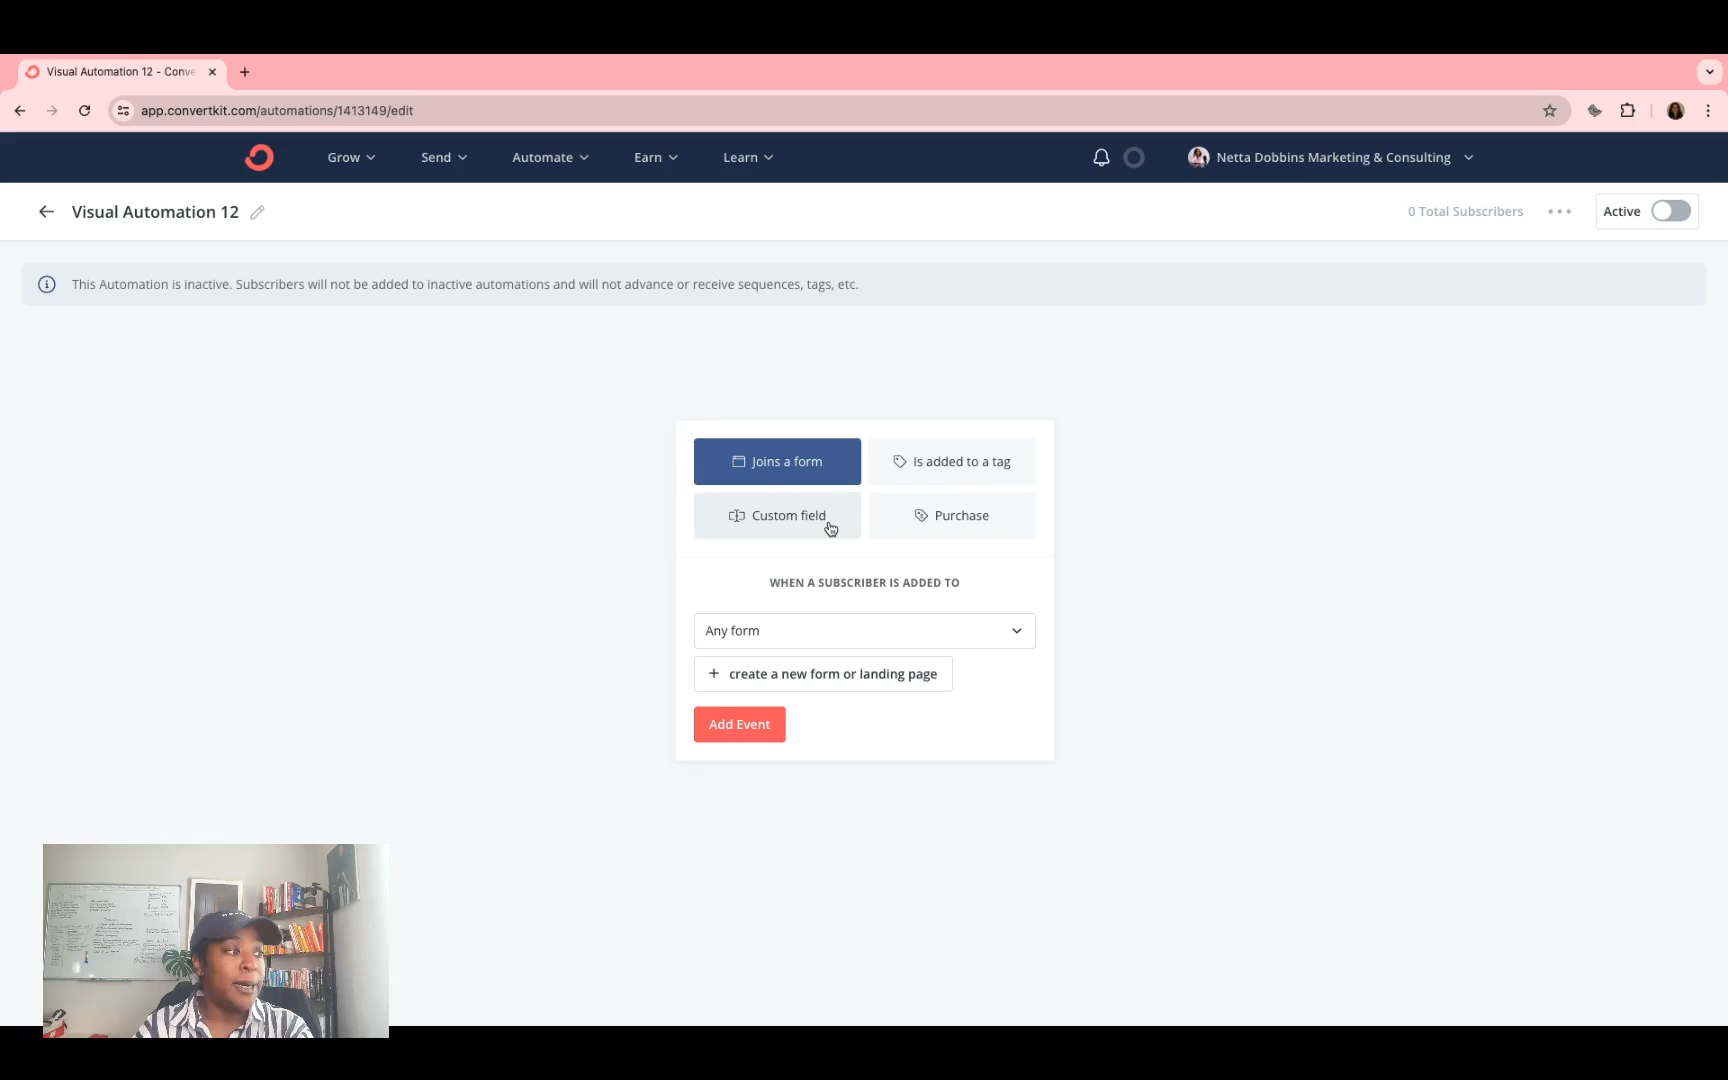 Visual Automation 12 - Conve
app.convertkit.com/automations/1413149/edit
Grow
Send
Automate
Earn
Learn
Netta Dobbins Marketing & Consulting
Visual Automation 12
0 Total Subscribers
Active
This Automation is inactive. Subscribers will not be added to inactive automations and will not advance or receive sequences, tags, etc.
Joins a form
Is added to a tag
Custom field
Purchase
WHEN A SUBSCRIBER IS ADDED TO
Any form
+ create a new form or landing page
Add Event